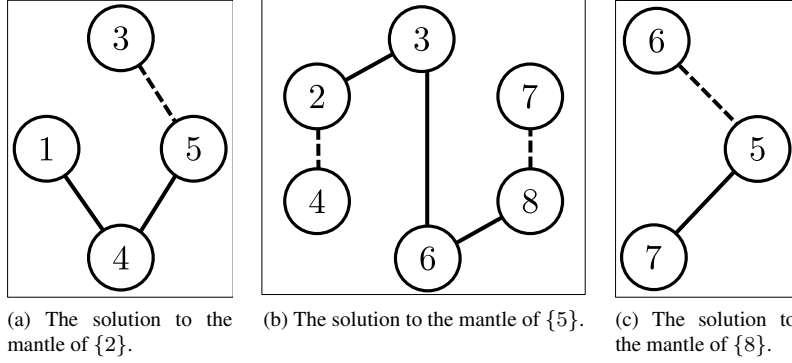 3
1
5
4
3
2
7
4
8
6
6
5
7
(a) The solution to the
mantle of {2}.
(b) The solution to the mantle of {5}.
(c) The solution to
the mantle of {8}.